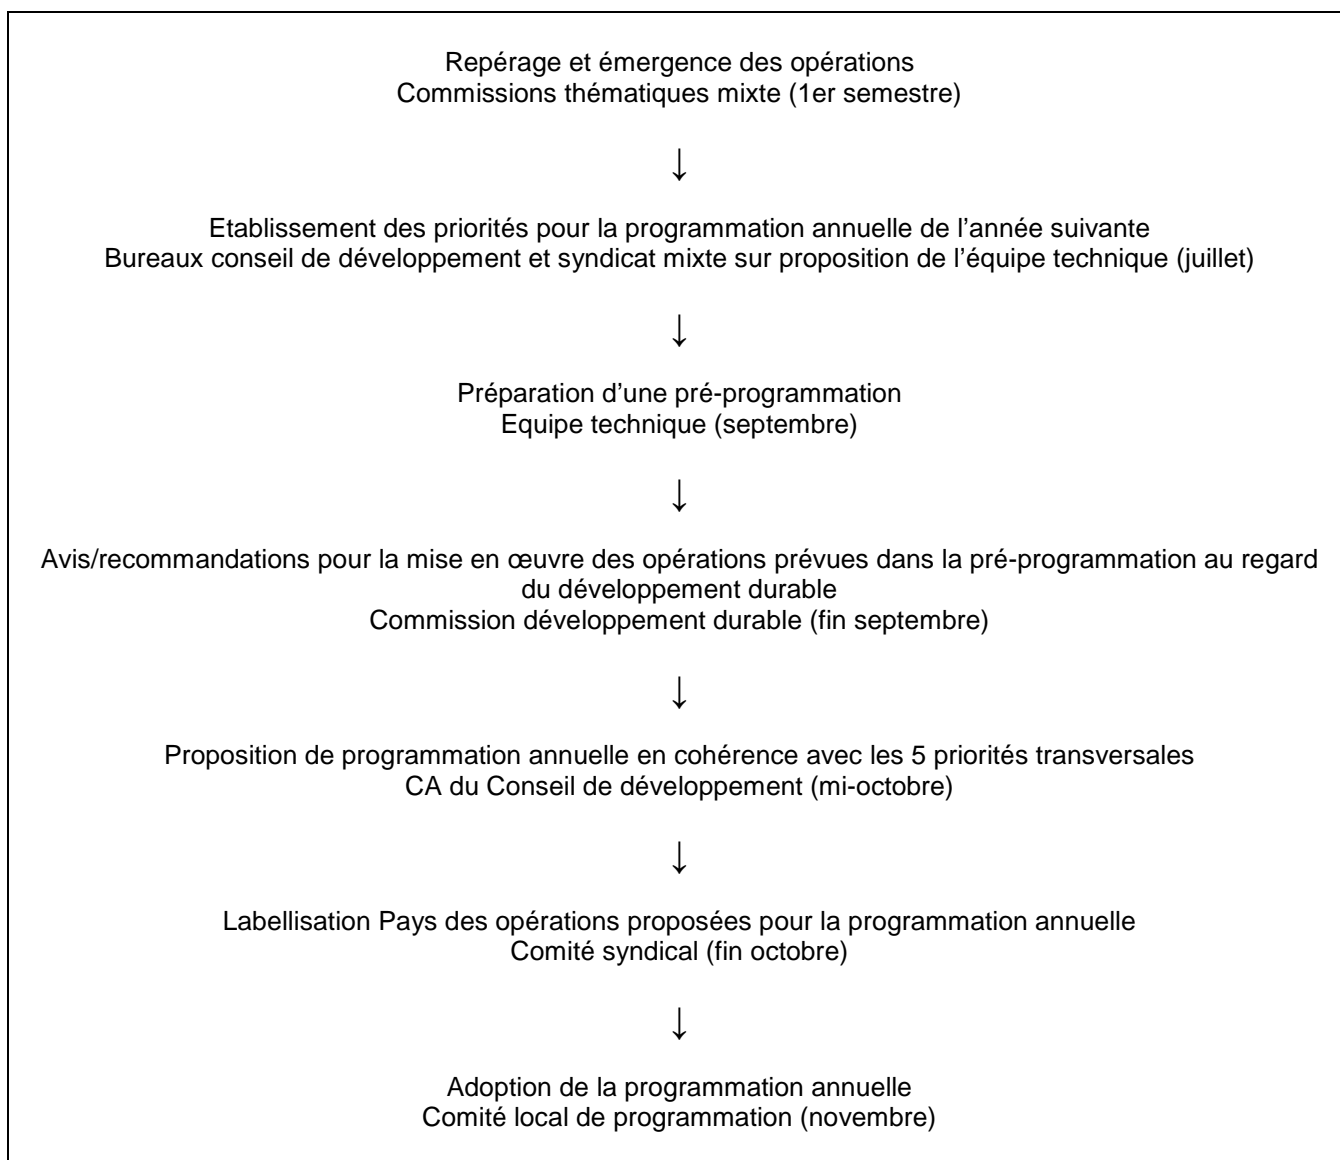 Repérage et émergence des opérations
Commissions thématiques mixte (1er semestre)
↓
Etablissement des priorités pour la programmation annuelle de l’année suivante
Bureaux conseil de développement et syndicat mixte sur proposition de l’équipe technique (juillet)
↓
Préparation d’une pré-programmation
Equipe technique (septembre)
↓
Avis/recommandations pour la mise en œuvre des opérations prévues dans la pré-programmation au regard
du développement durable
Commission développement durable (fin septembre)
↓
Proposition de programmation annuelle en cohérence avec les 5 priorités transversales
CA du Conseil de développement (mi-octobre)
↓
Labellisation Pays des opérations proposées pour la programmation annuelle
Comité syndical (fin octobre)
↓
Adoption de la programmation annuelle
Comité local de programmation (novembre)